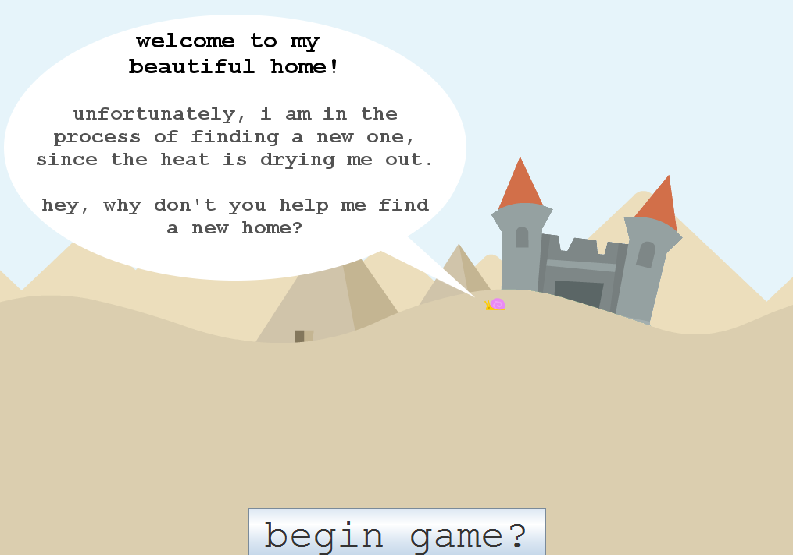 welcome to my
beautiful home!
unfortunately, i am in the
process of finding a new one,
since the heat is drying me out.
hey, why don't you help me find
a new home?
begin game?